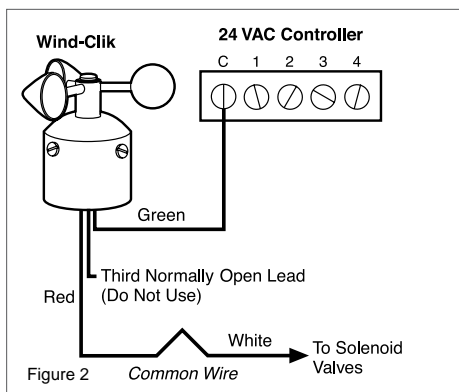 Wind-Clik
24 VAC Controller
C 1 2 3 4
Green
Third Normally Open Lead
(Do Not Use)
Red
White
To Solenoid
Valves
Figure 2
Common Wire